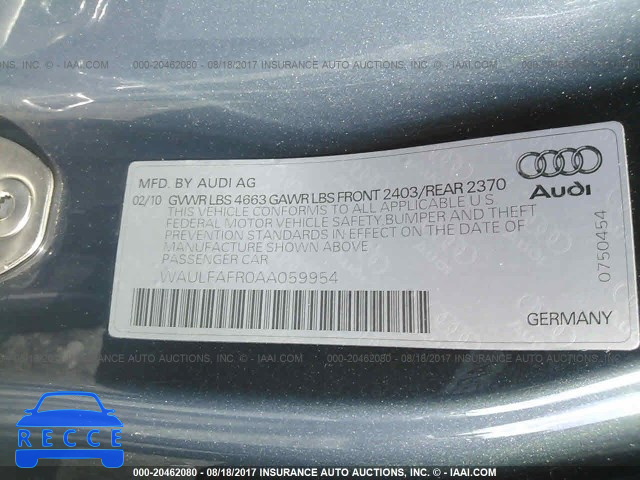 000-20462080 - 08/18/2017 INSURANCE AUTO AUCTIONS, INC. © - IAAI.COM
MFD. BY AUDI AG
02/10 GVWR LBS 4663 GAWR LBS FRONT 2403/REAR 2370
THIS VEHICLE CONFORMS TO ALL APPLICABLE U S
FEDERAL MOTOR VEHICLE SAFETY, BUMPER AND THEFT
PREVENTION STANDARDS IN EFFECT ON THE DATE OF
MANUFACTURE SHOWN ABOVE
PASSENGER CAR
WAULFAFR0AA059954
Audi
0750454
GERMANY
RECCE
000-20462080 - 08/18/2017 INSURANCE AUTO AUCTIONS, INC. © - IAAI.COM